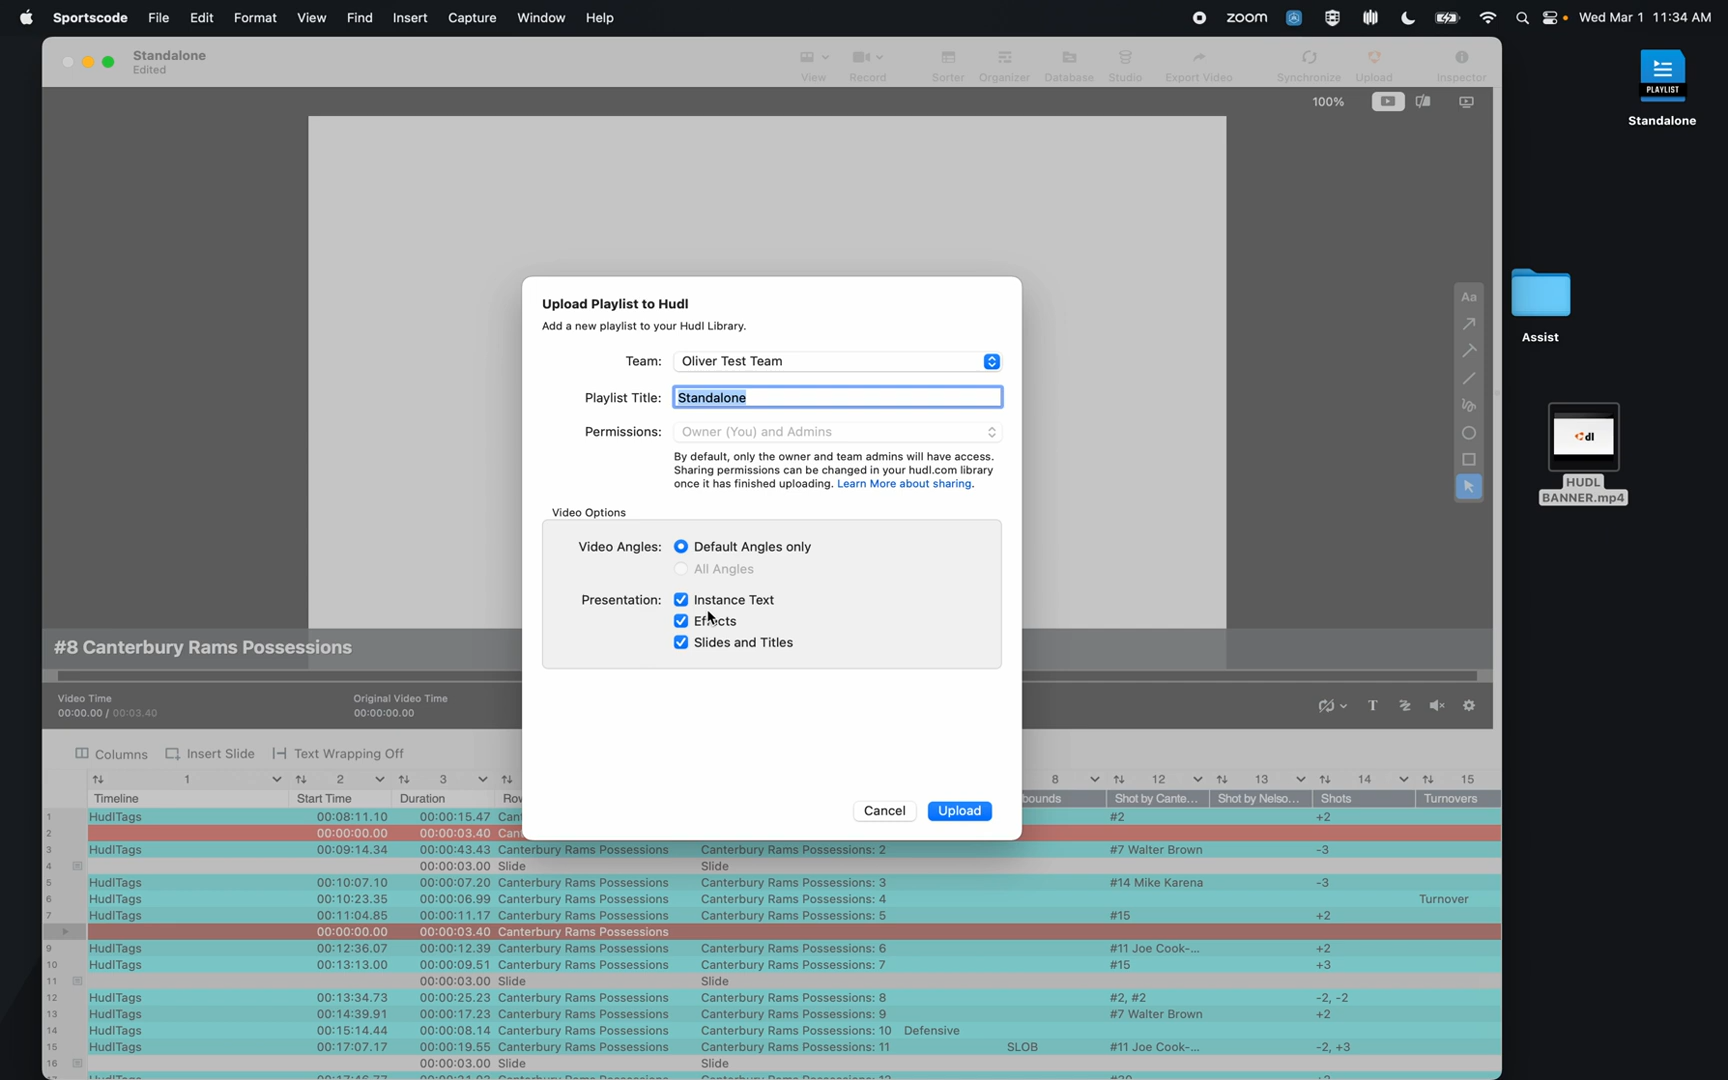 Sportscode File Edit Format View Find Insert Capture Window Help zoom Wed Mar 1 11:34 AM
Standalone
Edited
View Record Sorter Organizer Database Studio Export Video Synchronize Upload Inspector
100%
PLAYLIST
Standalone
Upload Playlist to Hudl
Add a new playlist to your Hudl Library.
Team: Oliver Test Team
Playlist Title: Standalone
Permissions: Owner (You) and Admins
By default, only the owner and team admins will have access.
Sharing permissions can be changed in your hudl.com library
once it has finished uploading. Learn More about sharing.
Video Options
Video Angles: Default Angles only
All Angles
Presentation: Instance Text
Effects
Slides and Titles
Cancel Upload
Aa
Assist
dl
HUDL
BANNER.mp4
#8 Canterbury Rams Possessions
Video Time Original Video Time
00:00.00 / 00:03.40 00:00:00.00
T
Columns Insert Slide Text Wrapping Off
1 2 3 8 12 13 14 15
Timeline Start Time Duration Row bounds Shot by Cante... Shot by Nelso... Shots Turnovers
1 HudlTags 00:08:11.10 00:00:15.47 Can #2 +2
2 00:00:00.00 00:00:03.40 Can
3 HudlTags 00:09:14.34 00:00:43.43 Canterbury Rams Possessions Canterbury Rams Possessions: 2 #7 Walter Brown -3
4 00:00:03.00 Slide Slide
5 HudlTags 00:10:07.10 00:00:07.20 Canterbury Rams Possessions Canterbury Rams Possessions: 3 #14 Mike Karena -3
6 HudlTags 00:10:23.35 00:00:06.99 Canterbury Rams Possessions Canterbury Rams Possessions: 4 Turnover
7 HudlTags 00:11:04.85 00:00:11.17 Canterbury Rams Possessions Canterbury Rams Possessions: 5 #15 +2
00:00:00.00 00:00:03.40 Canterbury Rams Possessions
9 HudlTags 00:12:36.07 00:00:12.39 Canterbury Rams Possessions Canterbury Rams Possessions: 6 #11 Joe Cook-... +2
10 HudlTags 00:13:13.00 00:00:09.51 Canterbury Rams Possessions Canterbury Rams Possessions: 7 #15 +3
11 00:00:03.00 Slide Slide
12 HudlTags 00:13:34.73 00:00:25.23 Canterbury Rams Possessions Canterbury Rams Possessions: 8 #2, #2 -2, -2
13 HudlTags 00:14:39.91 00:00:17.23 Canterbury Rams Possessions Canterbury Rams Possessions: 9 #7 Walter Brown +2
14 HudlTags 00:15:14.44 00:00:08.14 Canterbury Rams Possessions Canterbury Rams Possessions: 10 Defensive
15 HudlTags 00:17:07.17 00:00:19.55 Canterbury Rams Possessions Canterbury Rams Possessions: 11 SLOB #11 Joe Cook-... -2, +3
16 00:00:03.00 Slide Slide